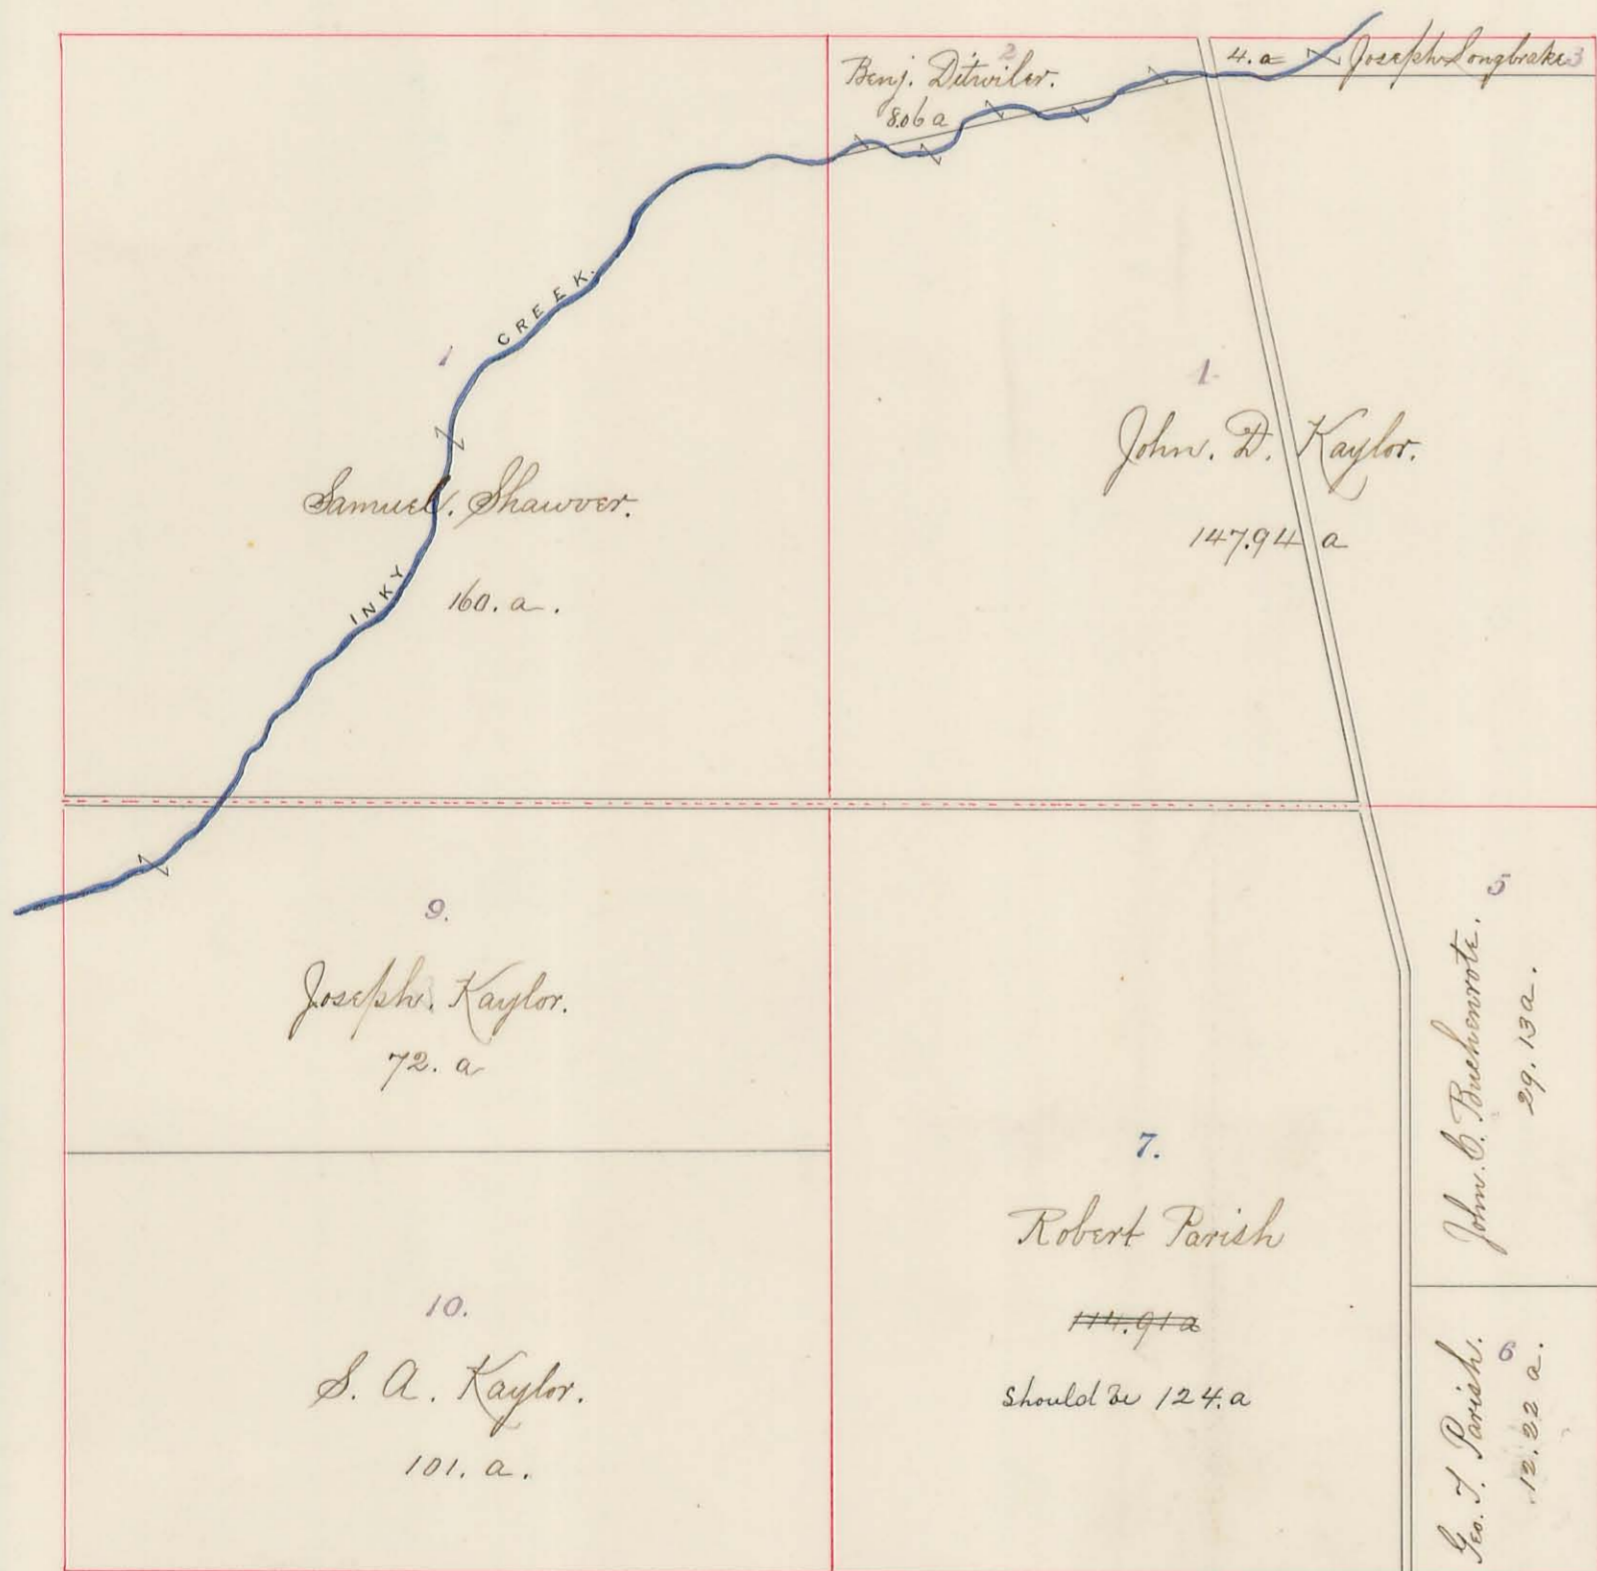 2
Benj. Ditwiler.
8.06 a
4. a
Joseph Longbrake 3
CREEK.
1
Samuel. Shawver.
INKY
160. a.
1.
John. D. Kaylor.
147.94 a
9.
Joseph. Kaylor.
72. a
10.
S. A. Kaylor.
101. a.
7.
Robert Parish
114.91 a
should be 124. a
5
John. C. Buehenrote.
29. 13 a.
6
Geo. T. Parish.
12. 22 a.